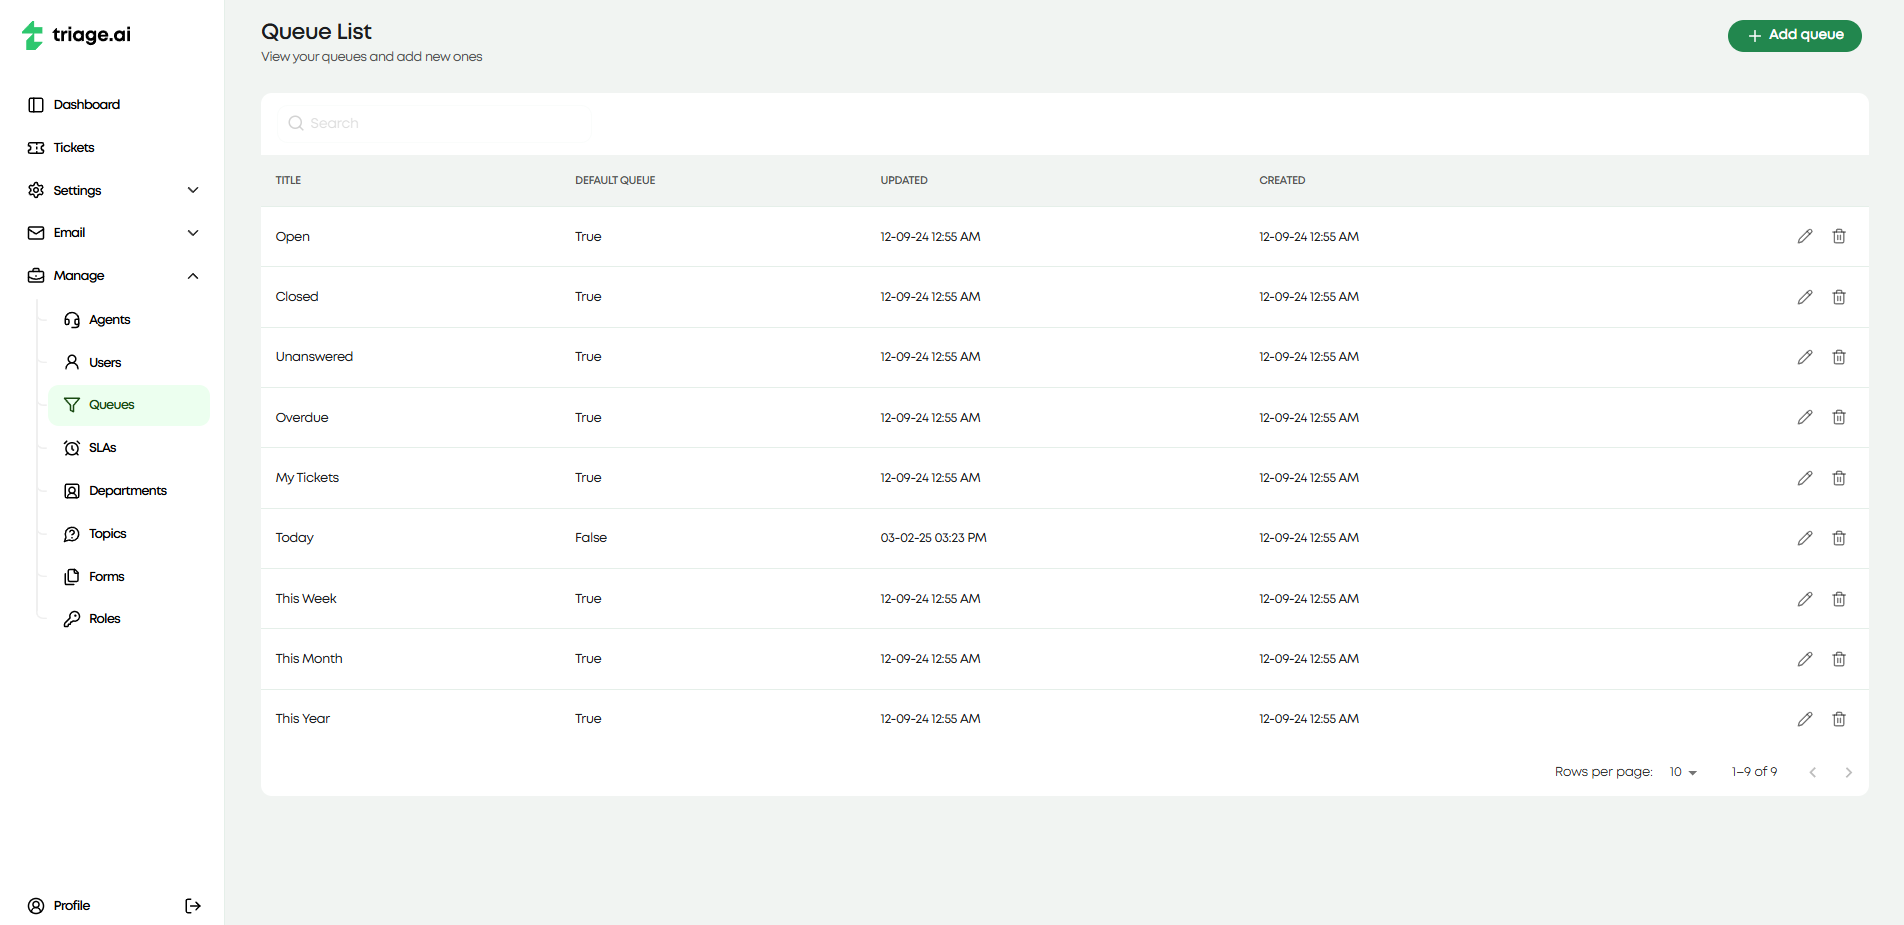 triage.ai
Dashboard
Tickets
Settings
Email
Manage
Agents
Users
Queues
SLAs
Departments
Topics
Forms
Roles
Profile
Queue List
View your queues and add new ones
Add queue
Search
TITLE DEFAULT QUEUE UPDATED CREATED
Open True 12-09-24 12:55 AM 12-09-24 12:55 AM
Closed True 12-09-24 12:55 AM 12-09-24 12:55 AM
Unanswered True 12-09-24 12:55 AM 12-09-24 12:55 AM
Overdue True 12-09-24 12:55 AM 12-09-24 12:55 AM
My Tickets True 12-09-24 12:55 AM 12-09-24 12:55 AM
Today False 03-02-25 03:23 PM 12-09-24 12:55 AM
This Week True 12-09-24 12:55 AM 12-09-24 12:55 AM
This Month True 12-09-24 12:55 AM 12-09-24 12:55 AM
This Year True 12-09-24 12:55 AM 12-09-24 12:55 AM
Rows per page: 10 1–9 of 9